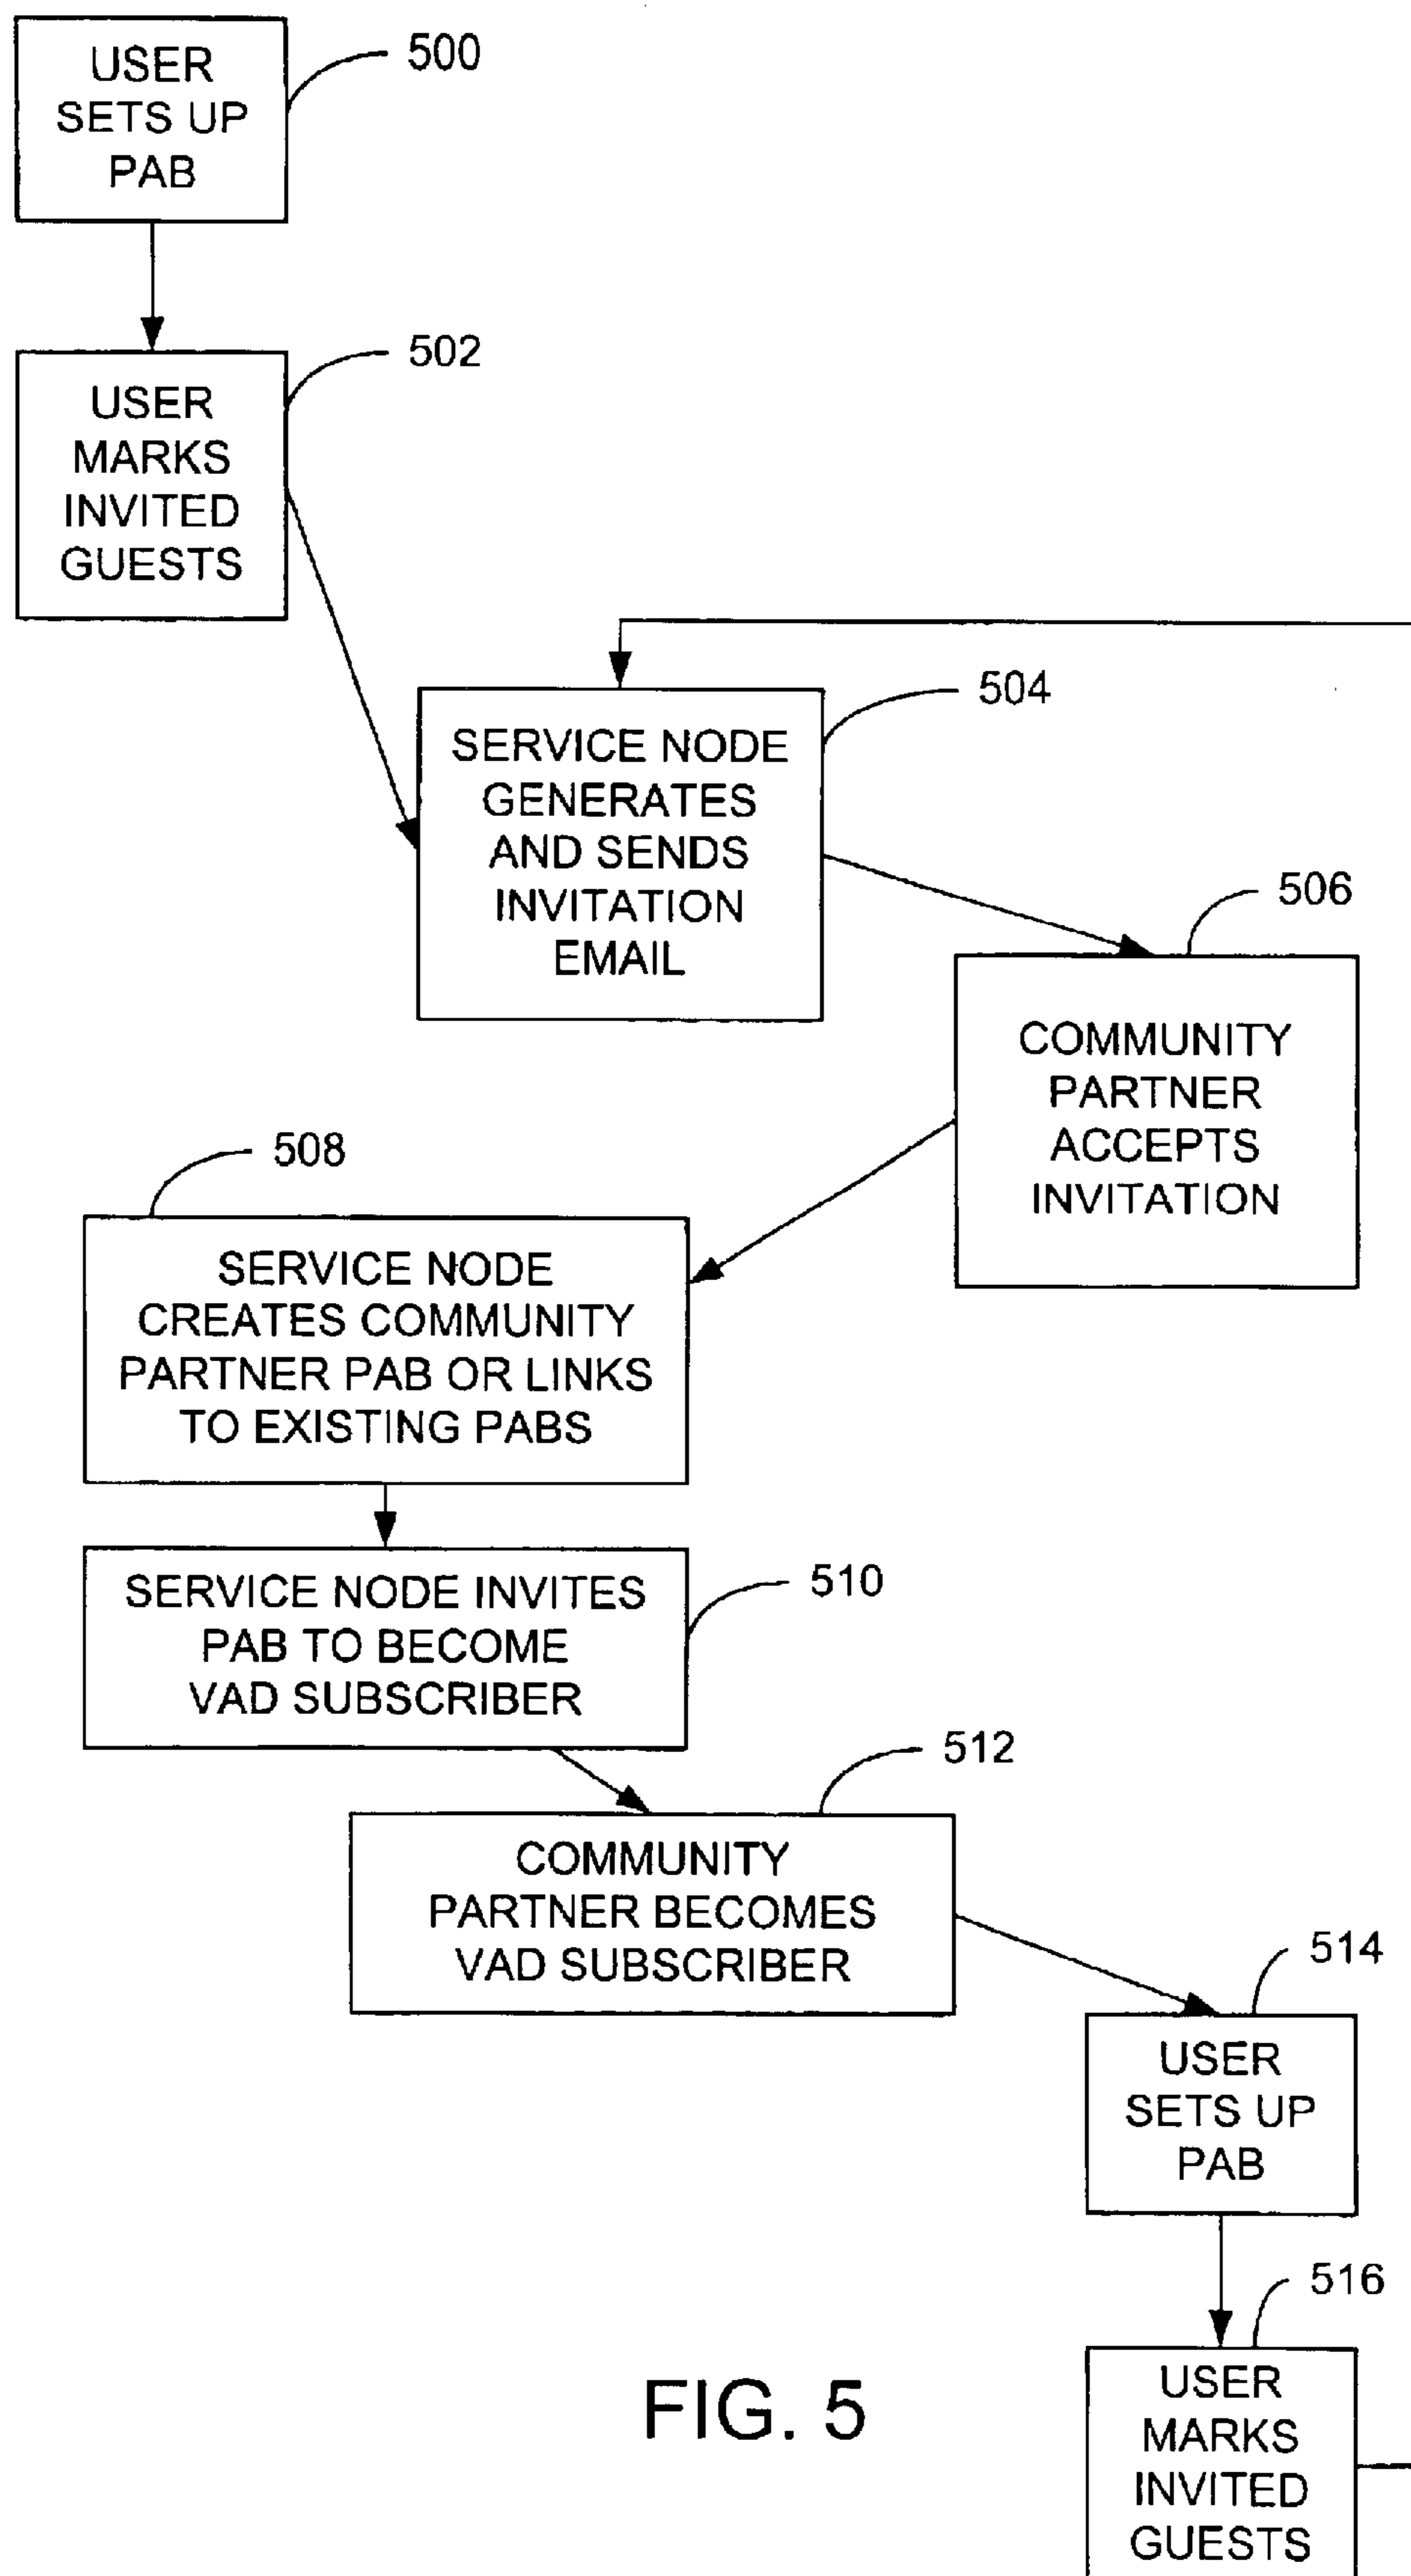 USER
SETS UP
PAB
500
USER
MARKS
INVITED
GUESTS
502
SERVICE NODE
GENERATES
AND SENDS
INVITATION
EMAIL
504
COMMUNITY
PARTNER
ACCEPTS
INVITATION
506
SERVICE NODE
CREATES COMMUNITY
PARTNER PAB OR LINKS
TO EXISTING PABS
508
SERVICE NODE INVITES
PAB TO BECOME
VAD SUBSCRIBER
510
COMMUNITY
PARTNER BECOMES
VAD SUBSCRIBER
512
USER
SETS UP
PAB
514
USER
MARKS
INVITED
GUESTS
516
FIG. 5